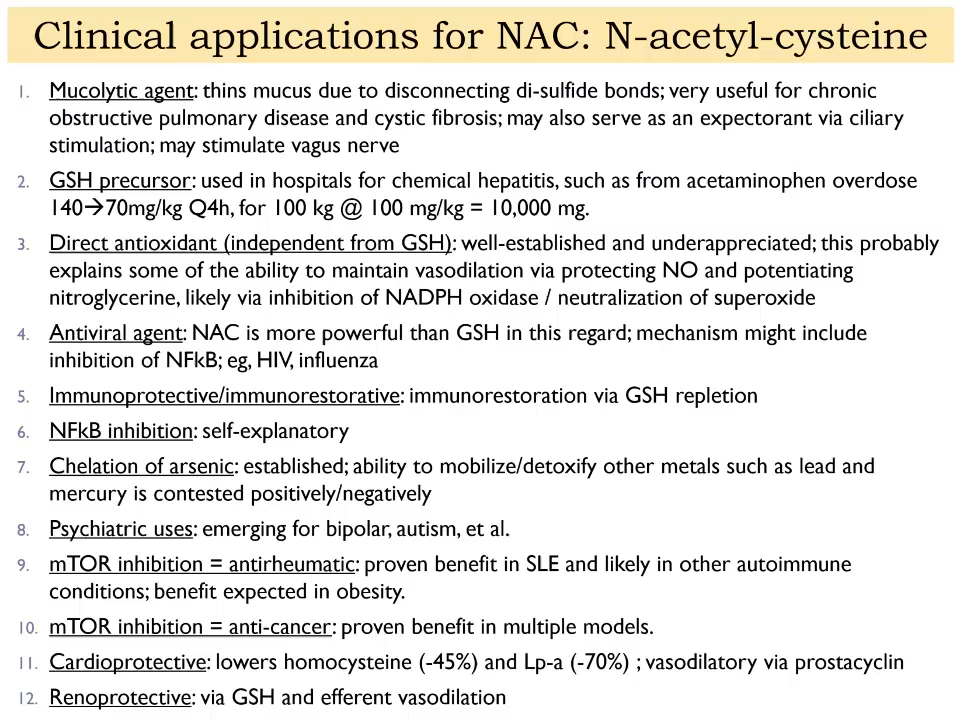 Clinical applications for NAC: N-acetyl-cysteine
1. Mucolytic agent: thins mucus due to disconnecting di-sulfide bonds; very useful for chronic
obstructive pulmonary disease and cystic fibrosis; may also serve as an expectorant via ciliary
stimulation; may stimulate vagus nerve
2. GSH precursor: used in hospitals for chemical hepatitis, such as from acetaminophen overdose
140→70mg/kg Q4h, for 100 kg @ 100 mg/kg = 10,000 mg.
3. Direct antioxidant (independent from GSH): well-established and underappreciated; this probably
explains some of the ability to maintain vasodilation via protecting NO and potentiating
nitroglycerine, likely via inhibition of NADPH oxidase / neutralization of superoxide
4. Antiviral agent: NAC is more powerful than GSH in this regard; mechanism might include
inhibition of NFkB; eg, HIV, influenza
5. Immunoprotective/immunorestorative: immunorestoration via GSH repletion
6. NFkB inhibition: self-explanatory
7. Chelation of arsenic: established; ability to mobilize/detoxify other metals such as lead and
mercury is contested positively/negatively
8. Psychiatric uses: emerging for bipolar, autism, et al.
9. mTOR inhibition = antirheumatic: proven benefit in SLE and likely in other autoimmune
conditions; benefit expected in obesity.
10. mTOR inhibition = anti-cancer: proven benefit in multiple models.
11. Cardioprotective: lowers homocysteine (-45%) and Lp-a (-70%) ; vasodilatory via prostacyclin
12. Renoprotective: via GSH and efferent vasodilation